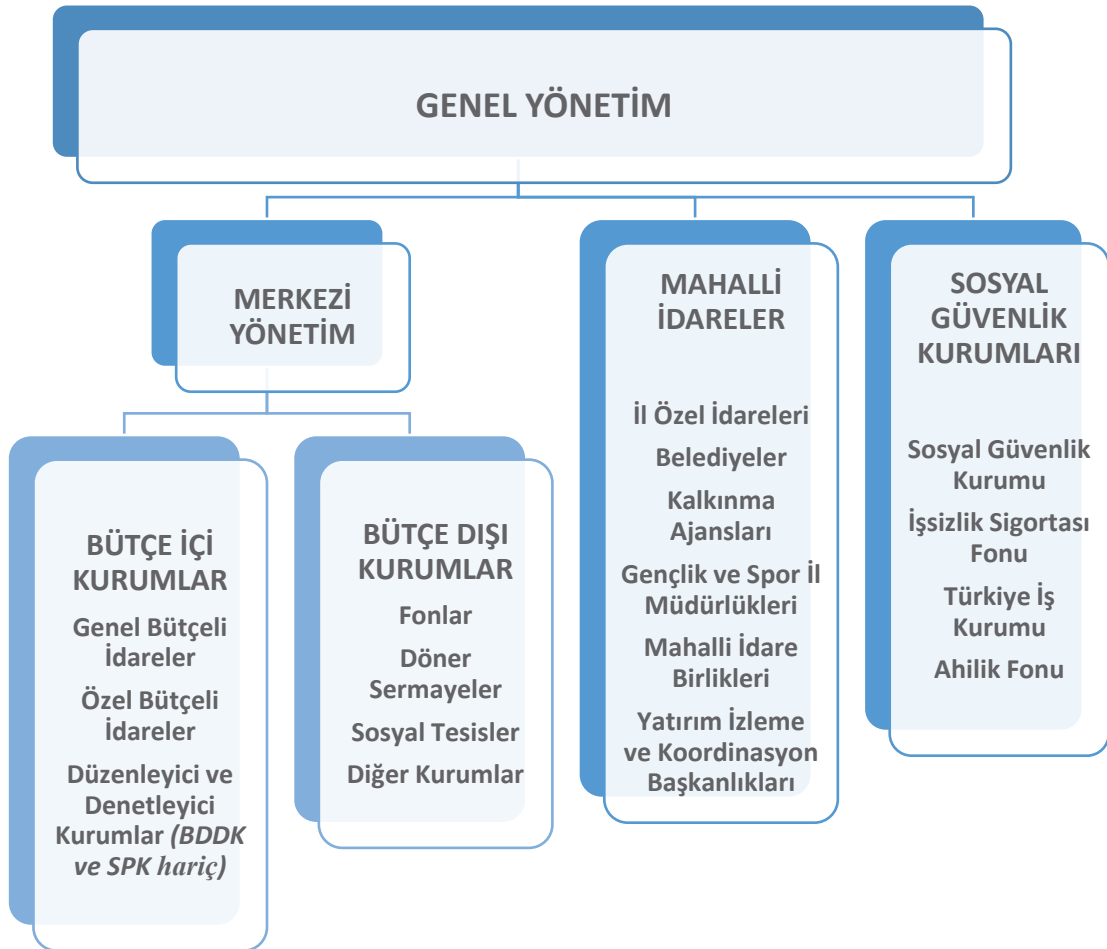 GENEL YÖNETİM
MERKEZİ
YÖNETİM
BÜTÇE İÇİ
KURUMLAR
Genel Bütçeli
İdareler
Özel Bütçeli
İdareler
Düzenleyici ve
Denetleyici
Kurumlar (BDDK
ve SPK hariç)
BÜTÇE DIŞI
KURUMLAR
Fonlar
Döner
Sermayeler
Sosyal Tesisler
Diğer Kurumlar
MAHALLİ
İDARELER
İl Özel İdareleri
Belediyeler
Kalkınma
Ajansları
Gençlik ve Spor İl
Müdürlükleri
Mahalli İdare
Birlikleri
Yatırım İzleme
ve Koordinasyon
Başkanlıkları
SOSYAL
GÜVENLİK
KURUMLARI
Sosyal Güvenlik
Kurumu
İşsizlik Sigortası
Fonu
Türkiye İş
Kurumu
Ahilik Fonu